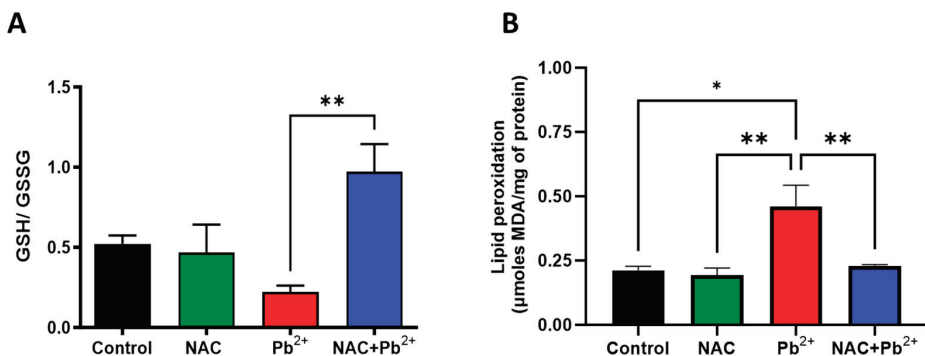 A
GSH/ GSSG
1.5
1.0
0.5
0.0
**
Control NAC Pb²⁺ NAC+Pb²⁺
B
Lipid peroxidation
(µmoles MDA/mg of protein)
1.00
0.75
0.50
0.25
0.00
*
** **
Control NAC Pb²⁺ NAC+Pb²⁺